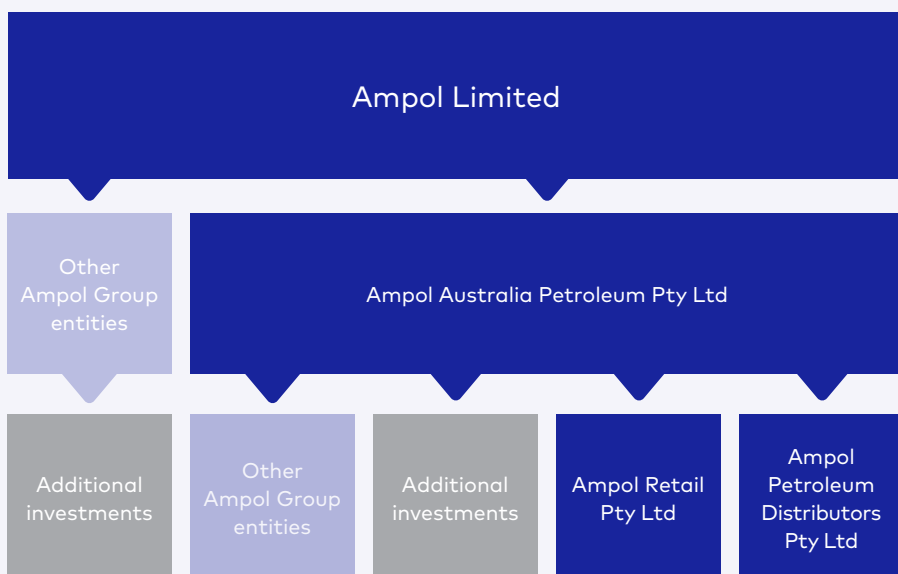 Ampol Limited
Other
Ampol Group
entities
Ampol Australia Petroleum Pty Ltd
Additional
investments
Other
Ampol Group
entities
Additional
investments
Ampol Retail
Pty Ltd
Ampol
Petroleum
Distributors
Pty Ltd